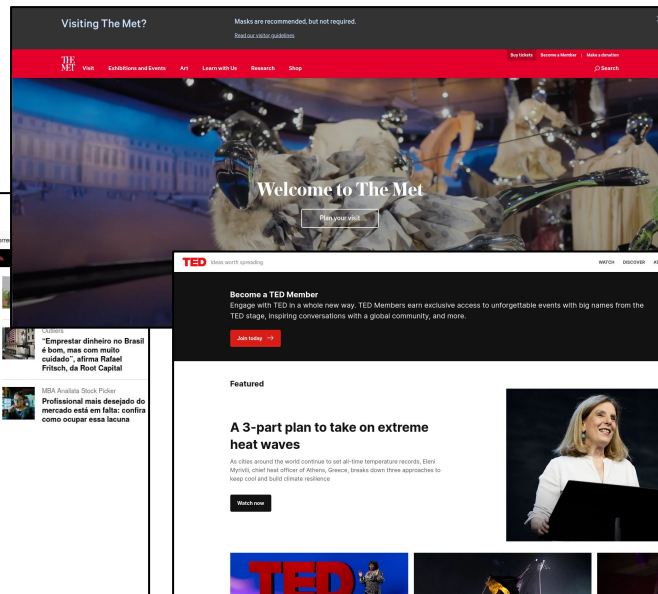 Visiting The Met?
Masks are recommended, but not required.
Read our visitor guidelines
Buy tickets Become a Member Make a donation
THE MET Visit Exhibitions and Events Art Learn with Us Research Shop Search
Welcome to The Met
Plan your visit
TED Ideas worth spreading WATCH DISCOVER
Become a TED Member
Engage with TED in a whole new way. TED Members earn exclusive access to unforgettable events with big names from the
TED stage, inspiring conversations with a global community, and more.
Join today →
Featured
A 3-part plan to take on extreme
heat waves
As cities around the world continue to set all-time temperature records, Eleni
Myrivili, chief heat officer of Athens, Greece, breaks down three approaches to
keep cool and build climate resilience
Watch now
TED
Outliers
“Emprestar dinheiro no Brasil
é bom, mas com muito
cuidado”, afirma Rafael
Fritsch, da Root Capital
MBA Analista Stock Picker
Profissional mais desejado do
mercado está em falta: confira
como ocupar essa lacuna